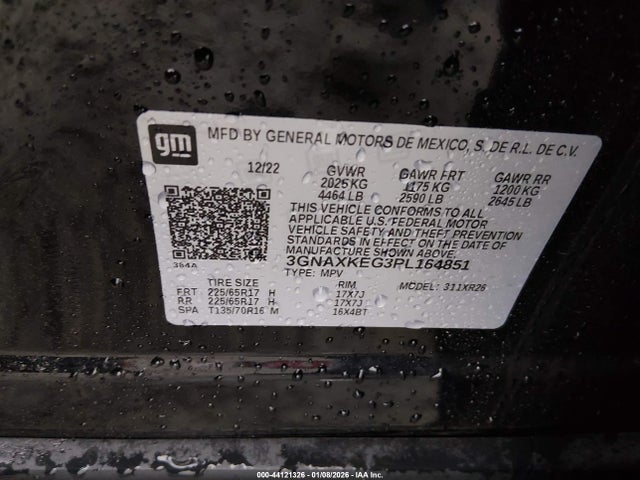 gm
MFD BY GENERAL MOTORS DE MEXICO, S. DE R.L. DE C.V.
12/22 GVWR GAWR FRT GAWR RR
2025 KG 1175 KG 1200 KG
4464 LB 2590 LB 2645 LB
THIS VEHICLE CONFORMS TO ALL
APPLICABLE U.S. FEDERAL MOTOR
VEHICLE SAFETY AND THEFT PREVENTION
STANDARDS IN EFFECT ON THE DATE OF
MANUFACTURE SHOWN ABOVE.
384A 3GNAXKEG3PL164851
TYPE: MPV MODEL: 311XR26
TIRE SIZE RIM
FRT 225/65R17 H 17X7J
RR 225/65R17 H 17X7J
SPA T135/70R16 M 16X4BT
000-44121326 01/08/2026 IAAI.com